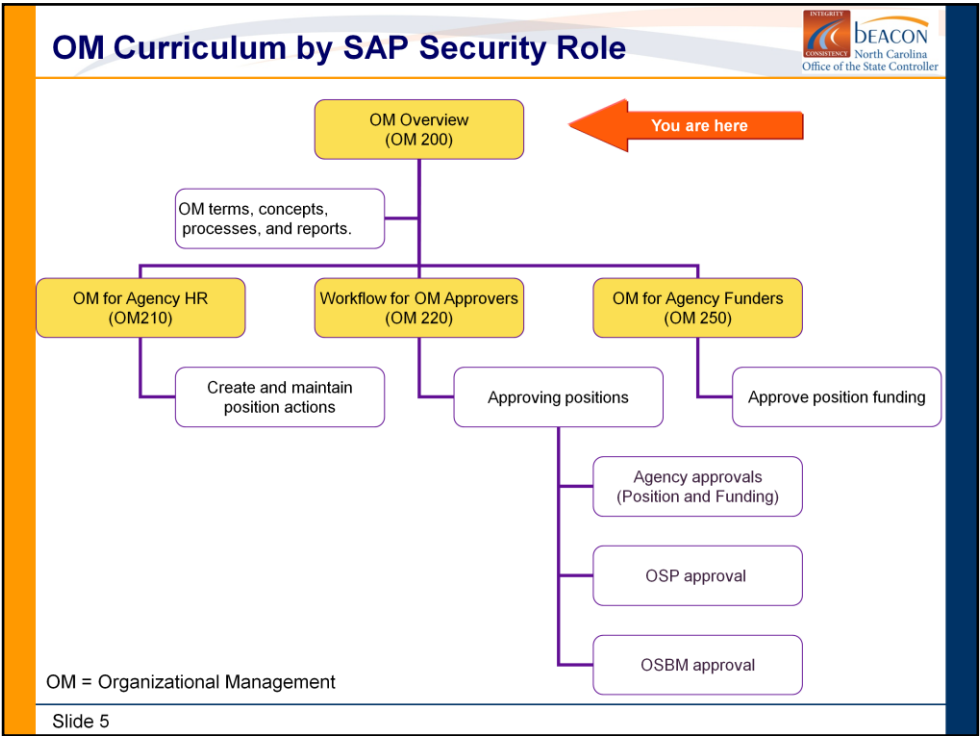 OM Curriculum by SAP Security Role
INTEGRITY
CONSISTENCY
BEACON
North Carolina
Office of the State Controller
OM Overview
(OM 200)
You are here
OM terms, concepts,
processes, and reports.
OM for Agency HR
(OM210)
Workflow for OM Approvers
(OM 220)
OM for Agency Funders
(OM 250)
Create and maintain
position actions
Approving positions
Approve position funding
Agency approvals
(Position and Funding)
OSP approval
OSBM approval
OM = Organizational Management
Slide 5